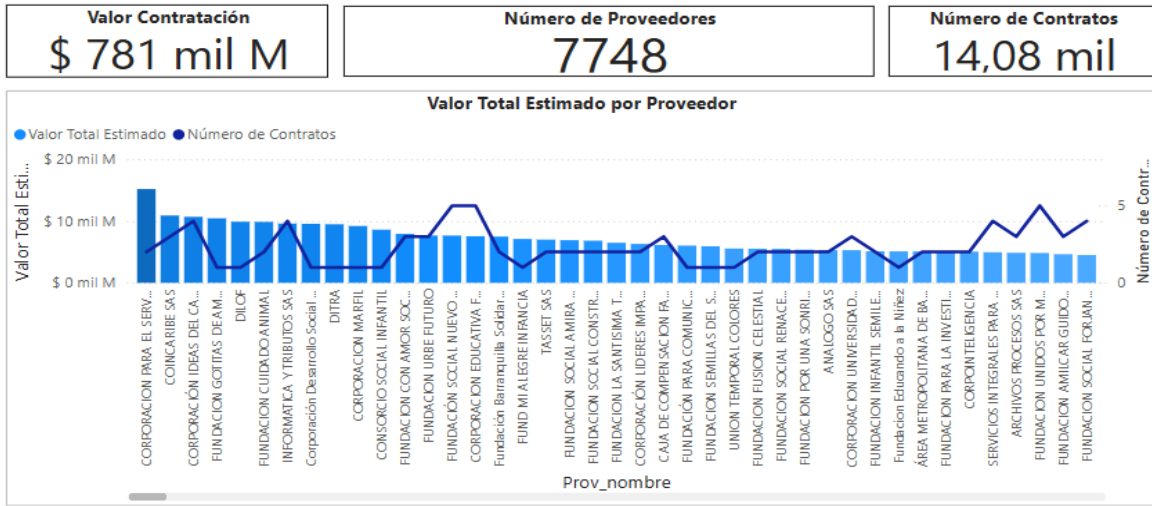 Valor Contratación
$ 781 mil M
Número de Proveedores
7748
Número de Contratos
14,08 mil
Valor Total Estimado por Proveedor
Valor Total Estimado
Número de Contratos
Valor Total Esti...
$ 20 mil M
$ 10 mil M
$ 0 mil M
5
0
Número de Contr...
CORPORACION PARA EL SERV...
COINCARIBE SAS
CORPORACIÓN IDEAS DEL CA...
FUNDACION GOTITAS DE AM...
DILOF
FUNDACION CUIDADO ANIMAL
INFORMATICA Y TRIBUTOS SAS
Corporación Desarrollo Social ...
DITRA
CORPORACION MARFIL
CONSORCIO SOCIAL INFANTIL
FUNDACION CON AMOR SOC...
FUNDACION URBE FUTURO
FUNDACIÓN SOCIAL NUEVO ...
CORPORACION EDUCATIVA F...
Fundación Barranquilla Solidar...
FUND MI ALEGRE INFANCIA
TASSET SAS
FUNDACION SOCIAL AMIRA ...
FUNDACION SOCIAL CONSTR...
FUNDACION LA SANTISIMA T...
CORPORACIÓN LIDERES IMPA...
CAJA DE COMPENSACION FA...
FUNDACIÓN PARA COMUNIC...
FUNDACION SEMILLAS DEL S...
UNION TEMPORAL COLORES
FUNDACION FUSION CELESTIAL
FUNDACION SOCIAL RENACE...
FUNDACION POR UNA SONRI...
ANALOGO SAS
CORPORACION UNIVERSIDAD...
FUNDACION INFANTIL SEMILE...
Fundacion Educando a la Niñez
ÁREA METROPOLITANA DE BA...
FUNDACION PARA LA INVESTI...
CORPOINTELIGENCIA
SERVICIOS INTEGRALES PARA ...
ARCHIVOS PROCESOS SAS
FUNDACION UNIDOS POR M...
FUNDACION AMILCAR GUIDO...
FUNDACION SOCIAL FORJAN...
Prov_nombre